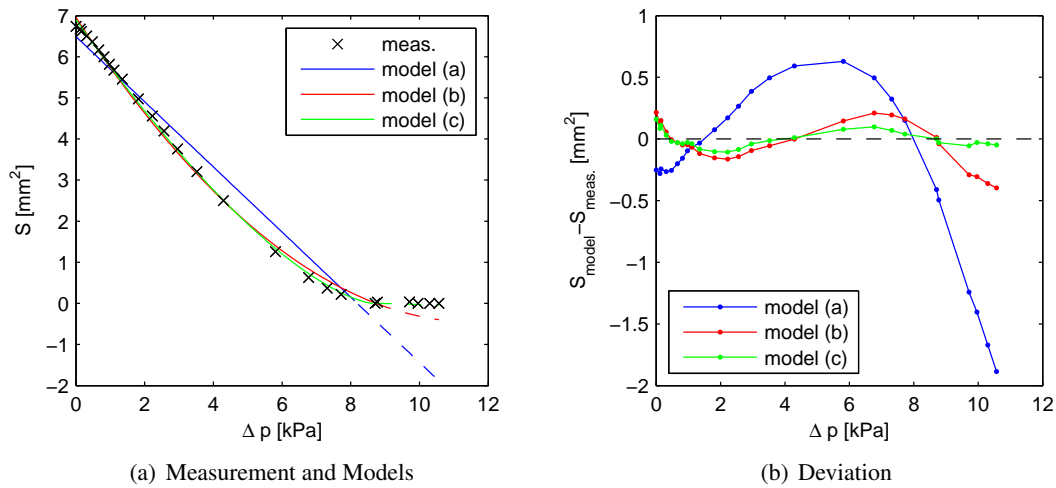 7
6
5
4
3
2
1
0
−1
−2
0 2 4 6 8 10 12
S [mm²]
Δ p [kPa]
meas.
model (a)
model (b)
model (c)
(a) Measurement and Models
1
0.5
0
−0.5
−1
−1.5
−2
0 2 4 6 8 10 12
S_model−S_meas. [mm²]
Δ p [kPa]
model (a)
model (b)
model (c)
(b) Deviation